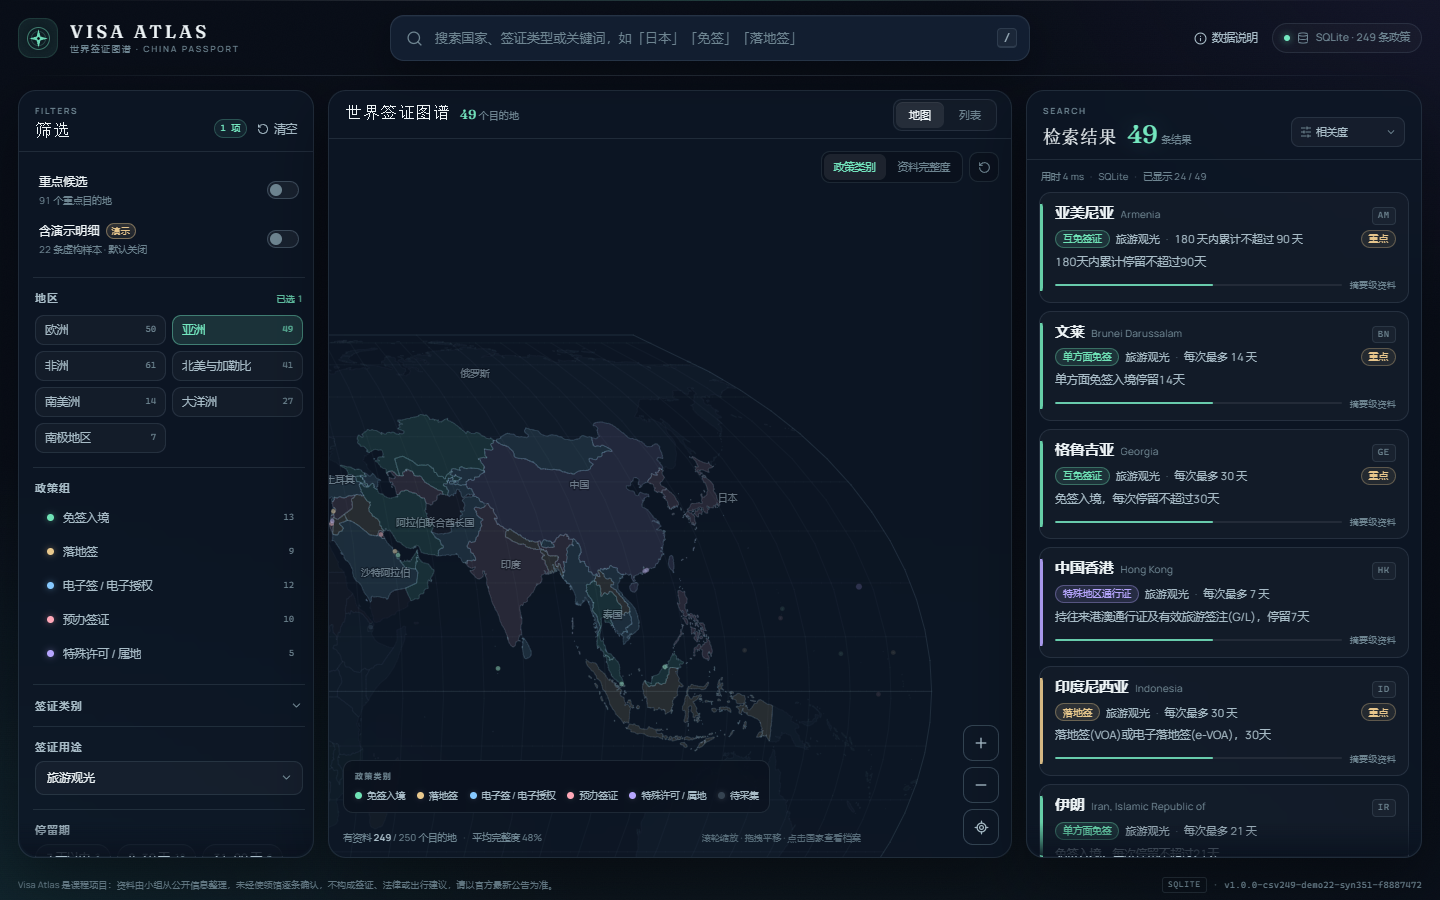 VISA ATLAS
世界签证图谱 · CHINA PASSPORT
搜索国家、签证类型或关键词，如「日本」「免签」「落地签」
/
数据说明
SQLite · 249 条政策
FILTERS
筛选
1 项
清空
重点候选
91 个重点目的地
含演示明细 演示
22 条虚构样本 · 默认关闭
地区
已选 1
欧洲 50
亚洲 49
非洲 61
北美与加勒比 41
南美洲 14
大洋洲 27
南极地区 7
政策组
免签入境 13
落地签 9
电子签 / 电子授权 12
预办签证 10
特殊许可 / 属地 5
签证类别
签证用途
旅游观光
停留期
世界签证图谱 49 个目的地
地图
列表
政策类别
资料完整度
俄罗斯
土耳其
中国
日本
阿拉伯联合酋长国
沙特阿拉伯
印度
泰国
政策类别
免签入境
落地签
电子签 / 电子授权
预办签证
特殊许可 / 属地
待采集
有资料 249 / 250 个目的地 · 平均完整度 48%
滚轮缩放 · 拖拽平移 · 点击国家查看档案
SEARCH
检索结果 49 条结果
相关度
用时 4 ms · SQLite · 已显示 24 / 49
亚美尼亚 Armenia AM
互免签证 旅游观光 · 180 天内累计不超过 90 天 重点
180天内累计停留不超过90天
摘要级资料
文莱 Brunei Darussalam BN
单方面免签 旅游观光 · 每次最多 14 天 重点
单方面免签入境停留14天
摘要级资料
格鲁吉亚 Georgia GE
互免签证 旅游观光 · 每次最多 30 天 重点
免签入境，每次停留不超过30天
摘要级资料
中国香港 Hong Kong HK
特殊地区通行证 旅游观光 · 每次最多 7 天
持往来港澳通行证及有效旅游签注(G/L)，停留7天
摘要级资料
印度尼西亚 Indonesia ID
落地签 旅游观光 · 每次最多 30 天 重点
落地签(VOA)或电子落地签(e-VOA)，30天
摘要级资料
伊朗 Iran, Islamic Republic of IR
单方面免签 旅游观光 · 每次最多 21 天
免签入境，每次停留不超过21天
Visa Atlas 是课程项目：资料由小组从公开信息整理，未经使领馆逐条确认，不构成签证、法律或出行建议，请以官方最新公告为准。
SQLITE · v1.0.0-csv249-demo22-syn351-f8887472